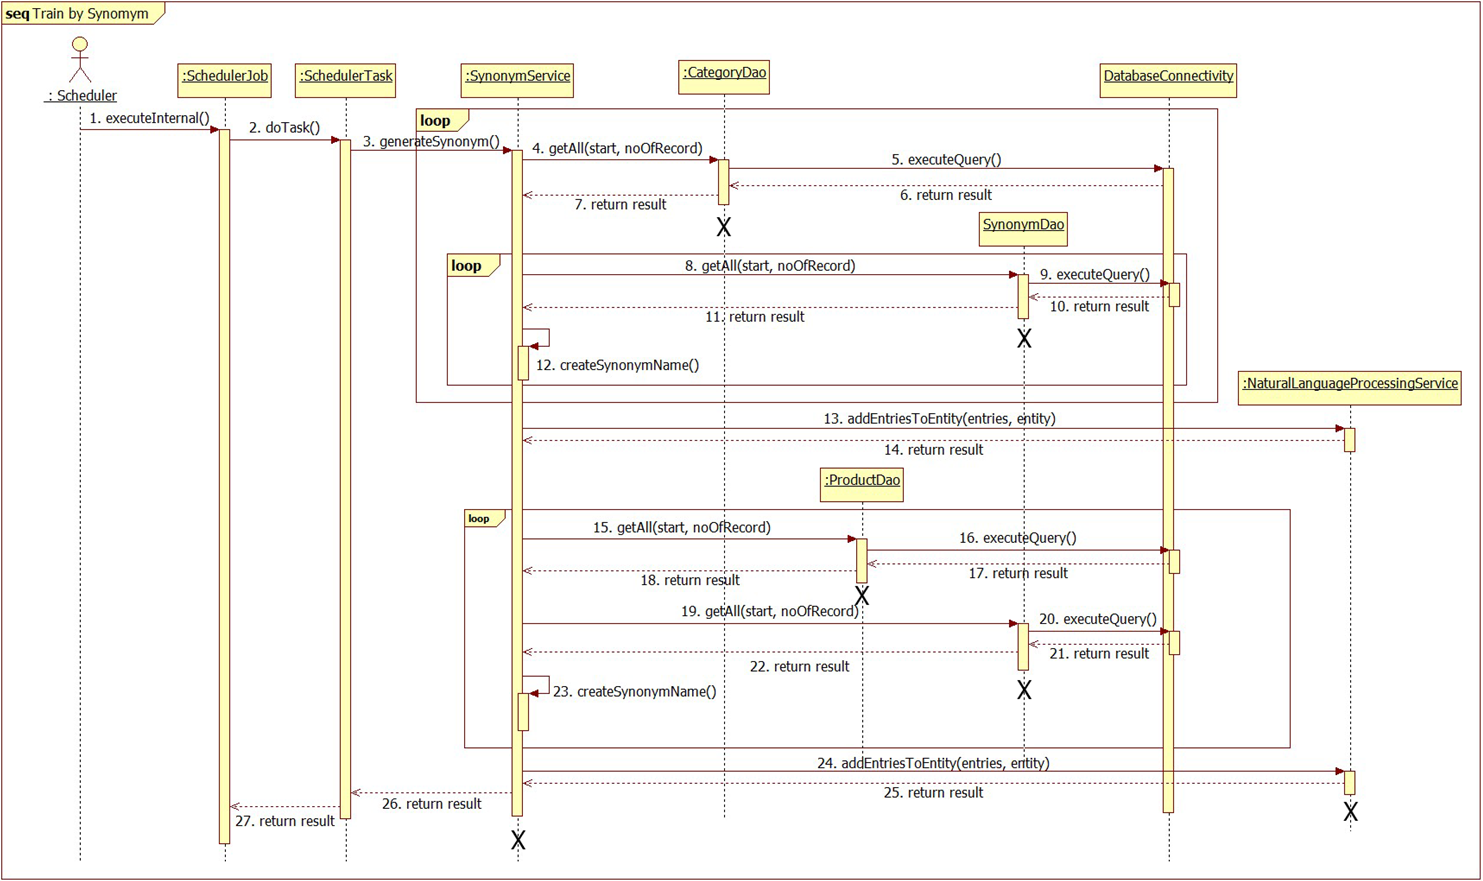 seq Train by Synomym
: Scheduler
:SchedulerJob
:SchedulerTask
:SynonymService
:CategoryDao
DatabaseConnectivity
loop
1. executeInternal()
2. doTask()
3. generateSynonym()
4. getAll(start, noOfRecord)
5. executeQuery()
6. return result
7. return result
X
SynonymDao
loop
8. getAll(start, noOfRecord)
9. executeQuery()
10. return result
11. return result
X
12. createSynonymName()
:NaturalLanguageProcessingService
13. addEntriesToEntity(entries, entity)
14. return result
:ProductDao
loop
15. getAll(start, noOfRecord)
16. executeQuery()
17. return result
18. return result
X
19. getAll(start, noOfRecord)
20. executeQuery()
21. return result
22. return result
X
23. createSynonymName()
24. addEntriesToEntity(entries, entity)
25. return result
26. return result
27. return result
X
X